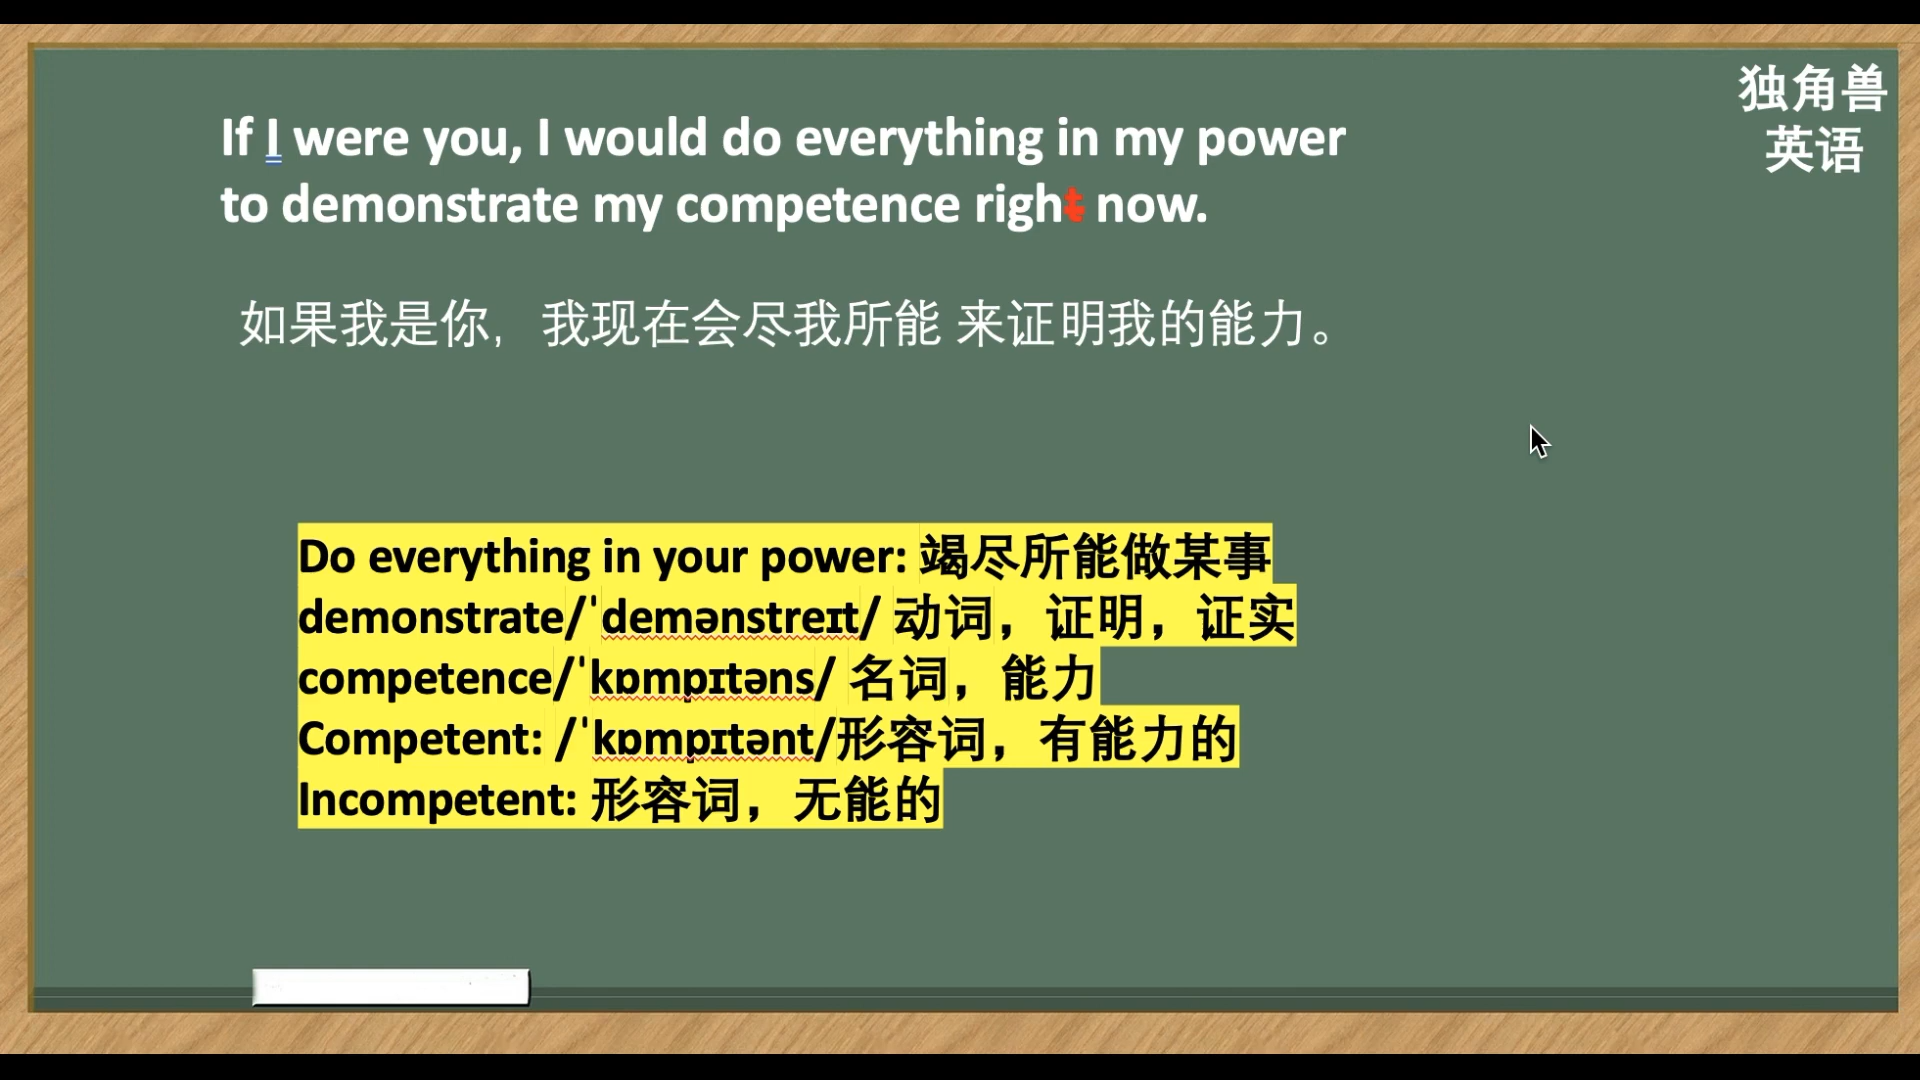 独角兽
英语
If I were you, I would do everything in my power
to demonstrate my competence right now.
如果我是你，我现在会尽我所能 来证明我的能力。
Do everything in your power: 竭尽所能做某事
demonstrate/ˈdemənstreɪt/ 动词，证明，证实
competence/ˈkɒmpɪtəns/ 名词，能力
Competent: /ˈkɒmpɪtənt/形容词，有能力的
Incompetent: 形容词，无能的